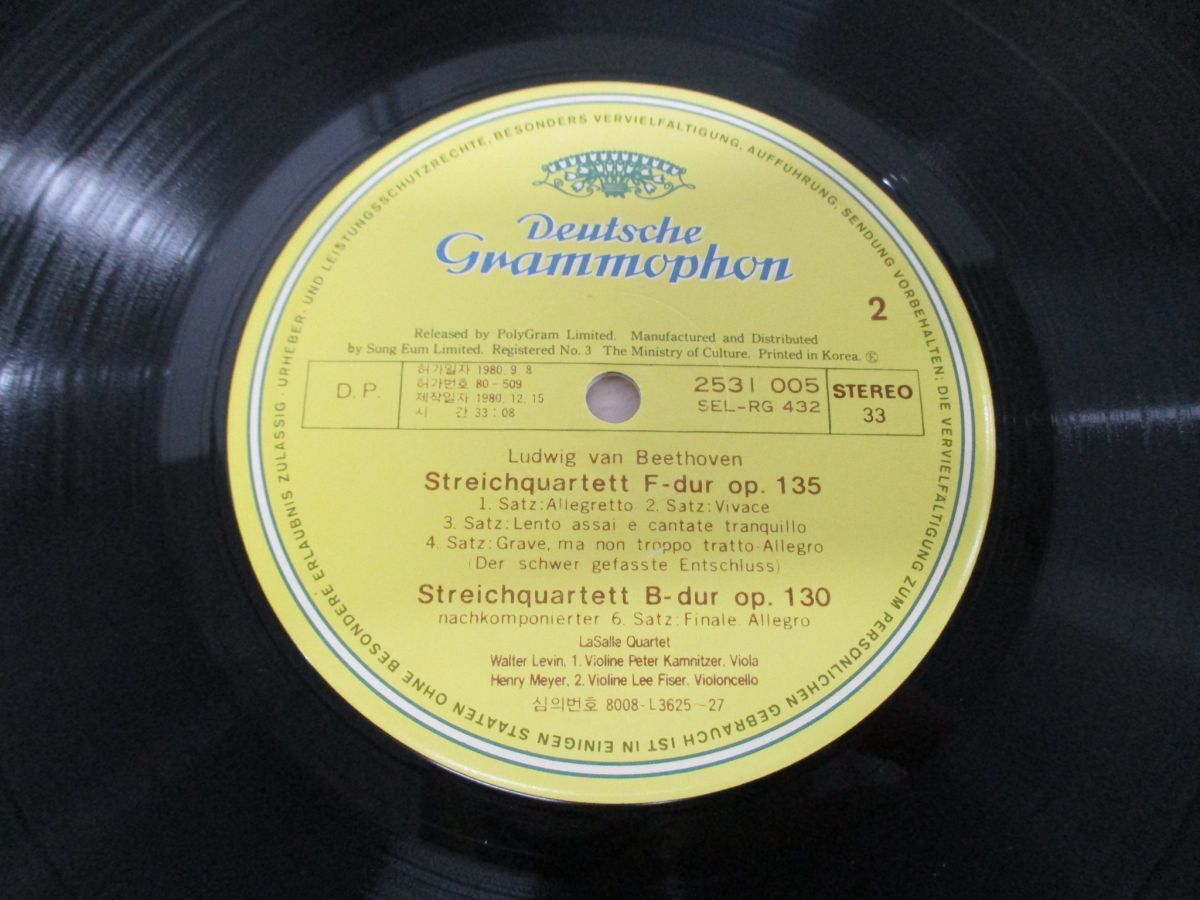 URHEBER- UND LEISTUNGSSCHUTZRECHTE, BESONDERS VERVIELFÄLTIGUNG, AUFFÜHRUNG, SENDUNG VORBEHALTEN; DIE VERVIELFÄLTIGUNG ZUM PERSÖNLICHEN GEBRAUCH IST IN EINIGEN STAATEN OHNE BESONDERE ERLAUBNIS ZULÄSSIG ·
Deutsche
Grammophon
2
Released by PolyGram Limited. Manufactured and Distributed
by Sung Eum Limited. Registered No. 3 The Ministry of Culture. Printed in Korea. Ⓔ
D.P.
허가일자 1980. 9. 8
허가번호 80-509
제작일자 1980. 12. 15
시 간 33:08
2531 005
SEL-RG 432
STEREO
33
Ludwig van Beethoven
Streichquartett F-dur op. 135
1. Satz: Allegretto 2. Satz: Vivace
3. Satz: Lento assai e cantate tranquillo
4. Satz: Grave, ma non troppo tratto-Allegro
(Der schwer gefasste Entschluss)
Streichquartett B-dur op. 130
nachkomponierter 6. Satz: Finale. Allegro
LaSalle Quartet
Walter Levin, 1. Violine Peter Kamnitzer. Viola
Henry Meyer, 2. Violine Lee Fiser. Violoncello
심의번호 8008-L3625~27